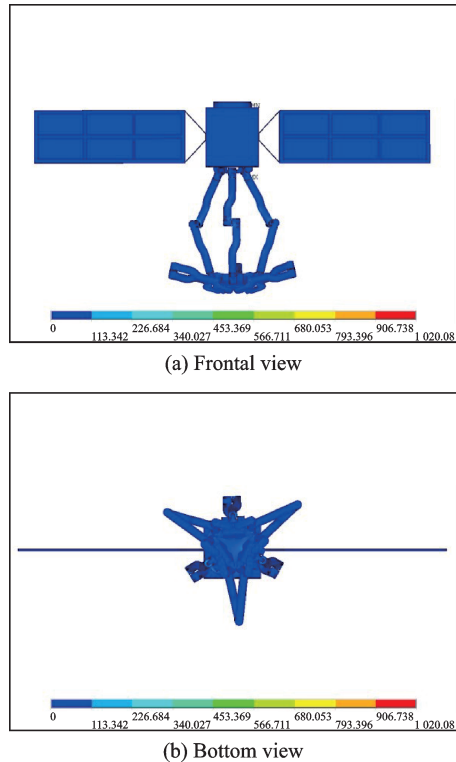 MN
MX
0 226.684 453.369 680.053 906.738
113.342 340.027 566.711 793.396 1 020.08
(a) Frontal view
0 226.684 453.369 680.053 906.738
113.342 340.027 566.711 793.396 1 020.08
(b) Bottom view